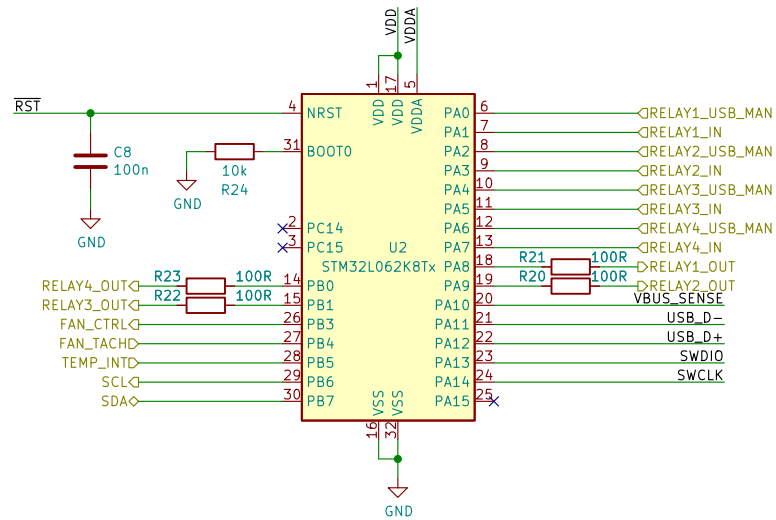 VDD
VDDA
RST
C8
100n
GND
10k
R24
GND
1
VDD
17
VDD
5
VDDA
4 NRST
31 BOOT0
2 PC14
3 PC15
U2
STM32L062K8Tx
RELAY4_OUT R23 100R 14 PB0
RELAY3_OUT R22 100R 15 PB1
FAN_CTRL 26 PB3
FAN_TACH 27 PB4
TEMP_INT 28 PB5
SCL 29 PB6
SDA 30 PB7
PA0 6 RELAY1_USB_MAN
PA1 7 RELAY1_IN
PA2 8 RELAY2_USB_MAN
PA3 9 RELAY2_IN
PA4 10 RELAY3_USB_MAN
PA5 11 RELAY3_IN
PA6 12 RELAY4_USB_MAN
PA7 13 RELAY4_IN
PA8 18 R21 100R RELAY1_OUT
PA9 19 R20 100R RELAY2_OUT
PA10 20 VBUS_SENSE
PA11 21 USB_D-
PA12 22 USB_D+
PA13 23 SWDIO
PA14 24 SWCLK
PA15 25
VSS
16
VSS
32
GND